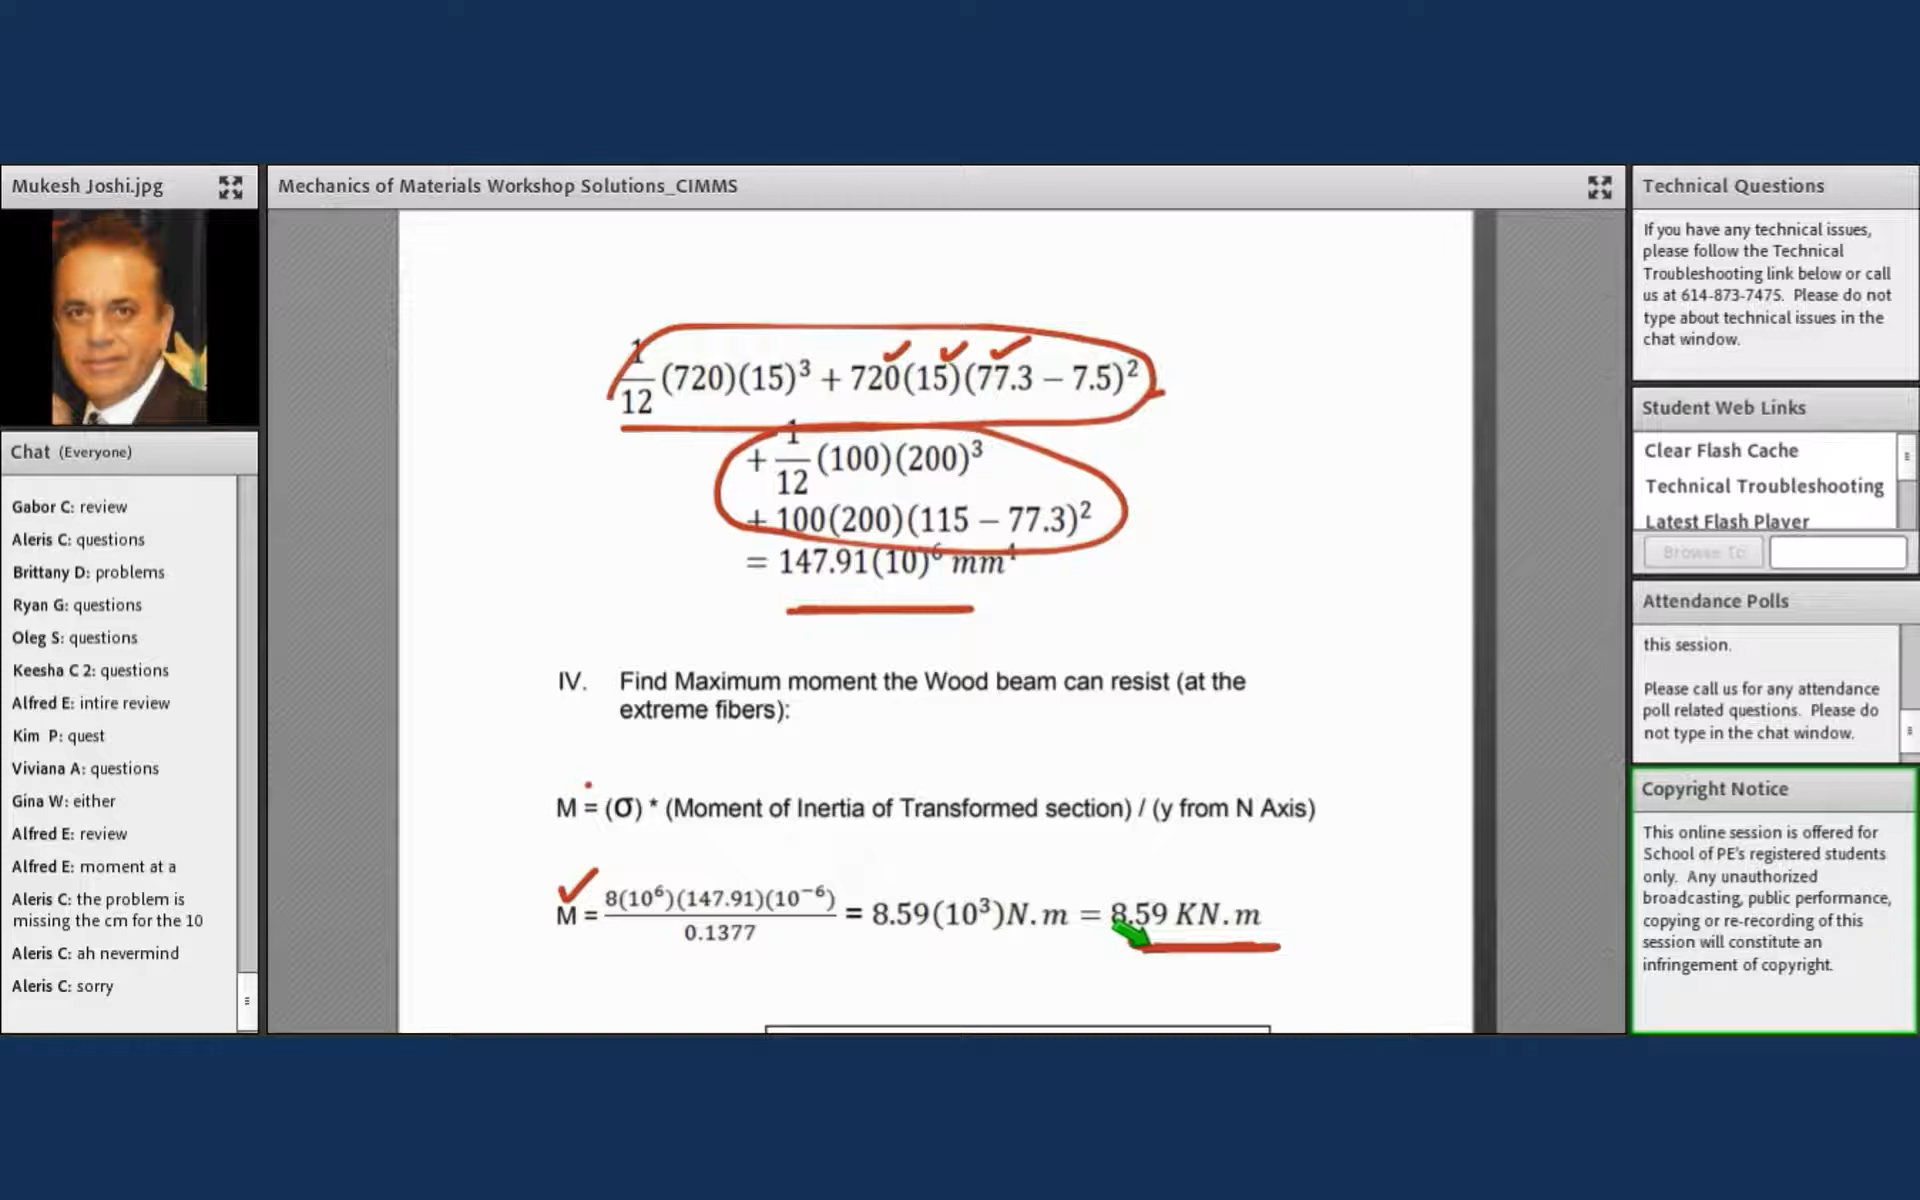 Mukesh Joshi.jpg
Mechanics of Materials Workshop Solutions_CIMMS
Technical Questions
If you have any technical issues,
please follow the Technical
Troubleshooting link below or call
us at 614-873-7475. Please do not
type about technical issues in the
chat window.
Student Web Links
Clear Flash Cache
Technical Troubleshooting
Latest Flash Player
Browse To
Attendance Polls
this session.
Please call us for any attendance
poll related questions. Please do
not type in the chat window.
Copyright Notice
This online session is offered for
School of PE's registered students
only. Any unauthorized
broadcasting, public performance,
copying or re-recording of this
session will constitute an
infringement of copyright.
Chat (Everyone)
Gabor C: review
Aleris C: questions
Brittany D: problems
Ryan G: questions
Oleg S: questions
Keesha C 2: questions
Alfred E: intire review
Kim P: quest
Viviana A: questions
Gina W: either
Alfred E: review
Alfred E: moment at a
Aleris C: the problem is
missing the cm for the 10
Aleris C: ah nevermind
Aleris C: sorry
1/12 (720)(15)³ + 720(15)(77.3 − 7.5)²
+ 1/12 (100)(200)³
+ 100(200)(115 − 77.3)²
= 147.91(10)⁶ mm⁴
IV. Find Maximum moment the Wood beam can resist (at the
extreme fibers):
M = (σ) * (Moment of Inertia of Transformed section) / (y from N Axis)
M = 8(10⁶)(147.91)(10⁻⁶) / 0.1377 = 8.59(10³)N.m = 8.59 KN.m